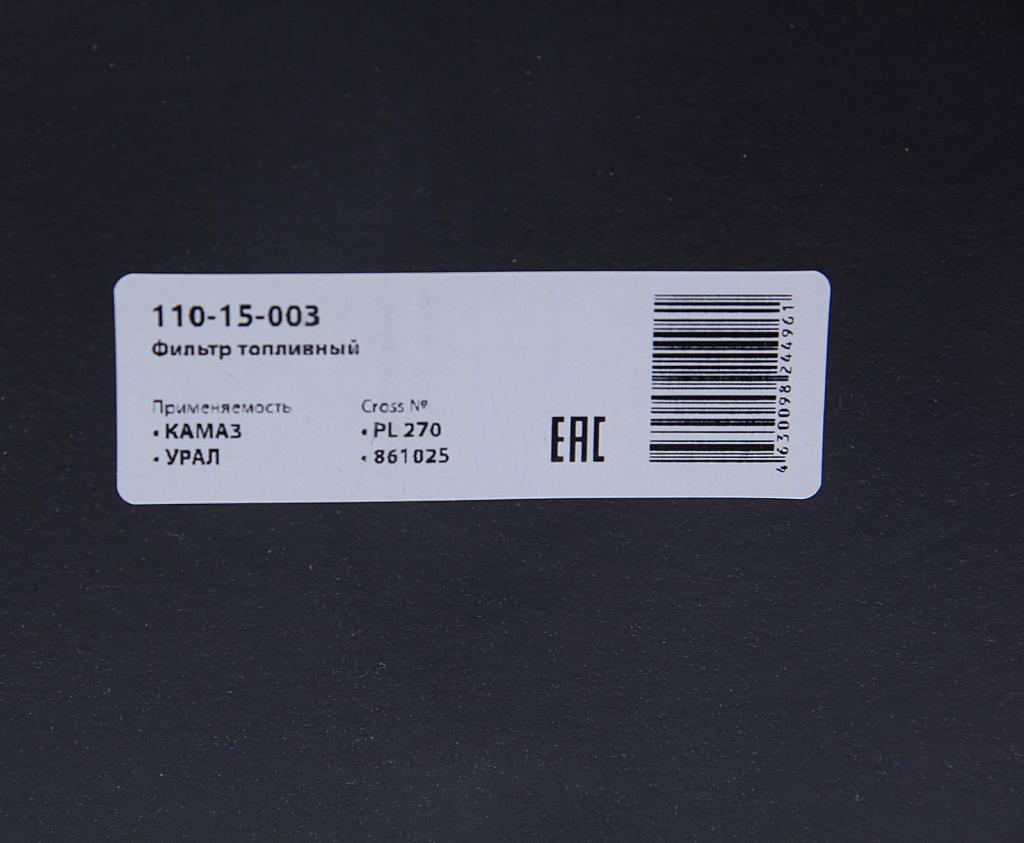 110-15-003
Фильтр топливный
Применяемость
• КАМАЗ
• УРАЛ
Cross №
• PL 270
• 861025
EAC
4630098244961